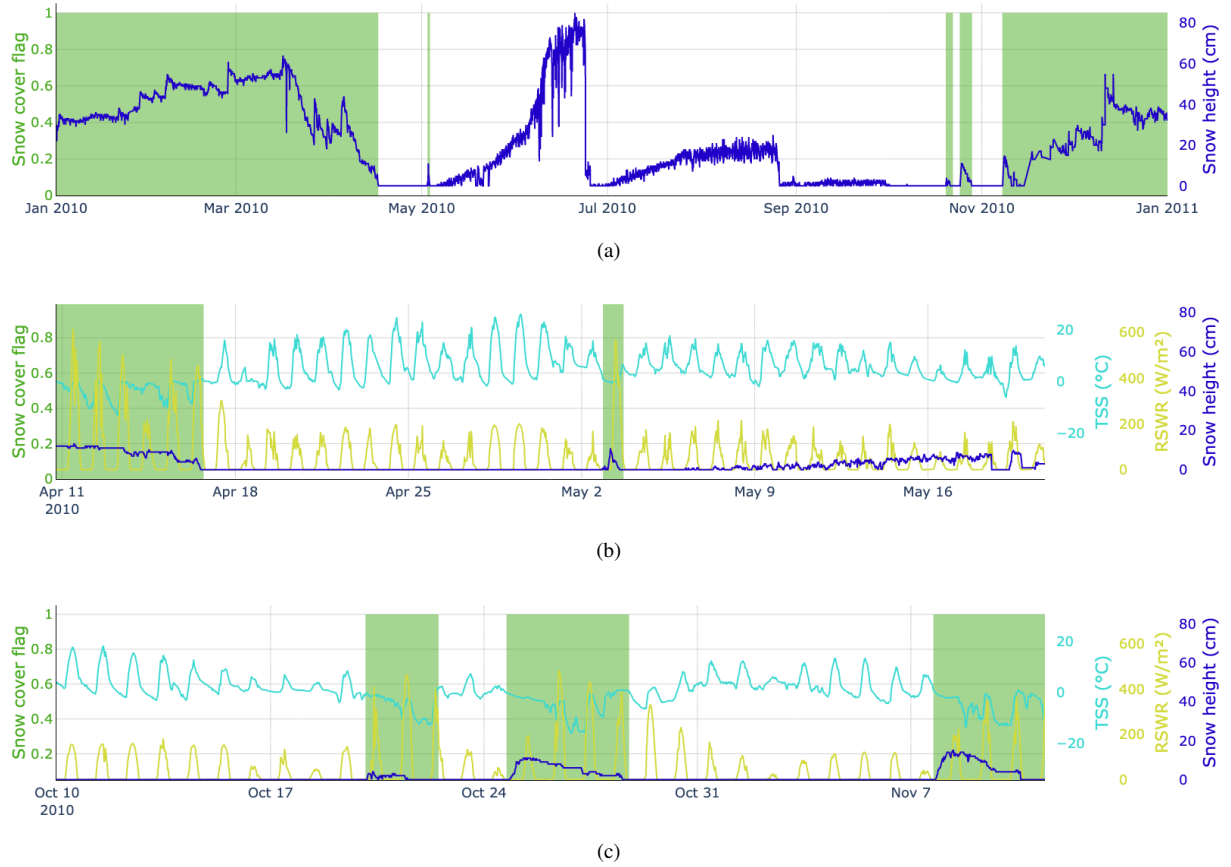 Snow cover flag
1
0.8
0.6
0.4
0.2
0
80
60
40
20
0
Snow height (cm)
Jan 2010 Mar 2010 May 2010 Jul 2010 Sep 2010 Nov 2010 Jan 2011
(a)
Snow cover flag
0.8
0.6
0.4
0.2
0
20
0
−20
TSS (°C)
600
400
200
0
RSWR (W/m²)
80
60
40
20
0
Snow height (cm)
Apr 11 Apr 18 Apr 25 May 2 May 9 May 16
2010
(b)
Snow cover flag
1
0.8
0.6
0.4
0.2
20
0
−20
TSS (°C)
600
400
200
0
RSWR (W/m²)
80
60
40
20
0
Snow height (cm)
Oct 10 Oct 17 Oct 24 Oct 31 Nov 7
2010
(c)